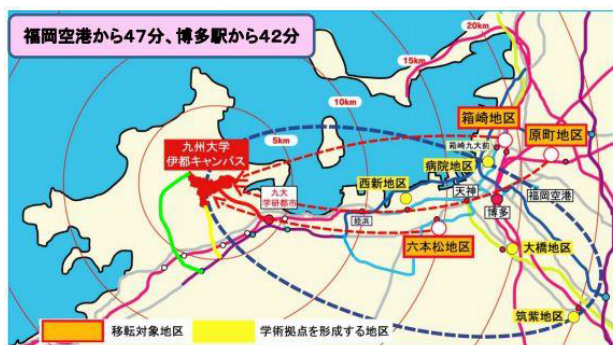 福岡空港から47分、博多駅から42分
20km
15km
10km
5km
箱崎地区
原町地区
箱崎九大前
病院地区
九州大学
伊都キャンパス
西新地区
天神
福岡空港
九大
学研都市
姪浜
博多
六本松地区
大橋地区
筑紫地区
移転対象地区
学術拠点を形成する地区